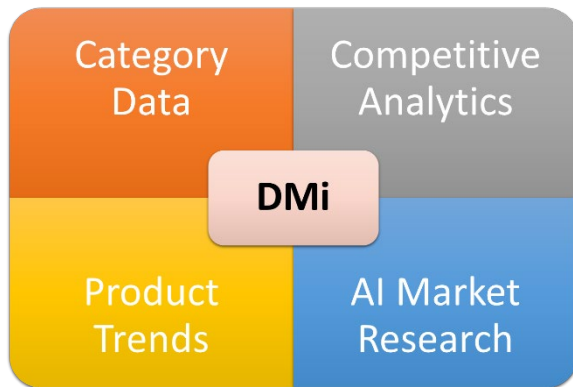 Category
Data
Competitive
Analytics
DMi
Product
Trends
AI Market
Research